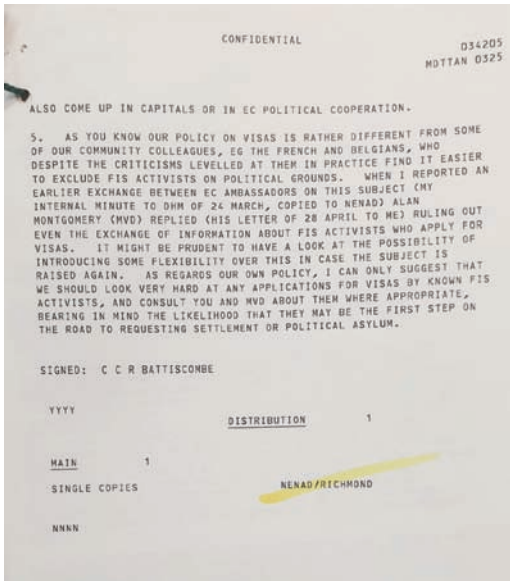 CONFIDENTIAL
034205
MDTTAN 0325
ALSO COME UP IN CAPITALS OR IN EC POLITICAL COOPERATION.
5. AS YOU KNOW OUR POLICY ON VISAS IS RATHER DIFFERENT FROM SOME
OF OUR COMMUNITY COLLEAGUES, EG THE FRENCH AND BELGIANS, WHO
DESPITE THE CRITICISMS LEVELLED AT THEM IN PRACTICE FIND IT EASIER
TO EXCLUDE FIS ACTIVISTS ON POLITICAL GROUNDS. WHEN I REPORTED AN
EARLIER EXCHANGE BETWEEN EC AMBASSADORS ON THIS SUBJECT (MY
INTERNAL MINUTE TO DHM OF 24 MARCH, COPIED TO NENAD) ALAN
MONTGOMERY (MVD) REPLIED (HIS LETTER OF 28 APRIL TO ME) RULING OUT
EVEN THE EXCHANGE OF INFORMATION ABOUT FIS ACTIVISTS WHO APPLY FOR
VISAS. IT MIGHT BE PRUDENT TO HAVE A LOOK AT THE POSSIBILITY OF
INTRODUCING SOME FLEXIBILITY OVER THIS IN CASE THE SUBJECT IS
RAISED AGAIN. AS REGARDS OUR OWN POLICY, I CAN ONLY SUGGEST THAT
WE SHOULD LOOK VERY HARD AT ANY APPLICATIONS FOR VISAS BY KNOWN FIS
ACTIVISTS, AND CONSULT YOU AND MVD ABOUT THEM WHERE APPROPRIATE,
BEARING IN MIND THE LIKELIHOOD THAT THEY MAY BE THE FIRST STEP ON
THE ROAD TO REQUESTING SETTLEMENT OR POLITICAL ASYLUM.
SIGNED: C C R BATTISCOMBE
YYYY
DISTRIBUTION 1
MAIN 1
SINGLE COPIES NENAD/RICHMOND
NNNN